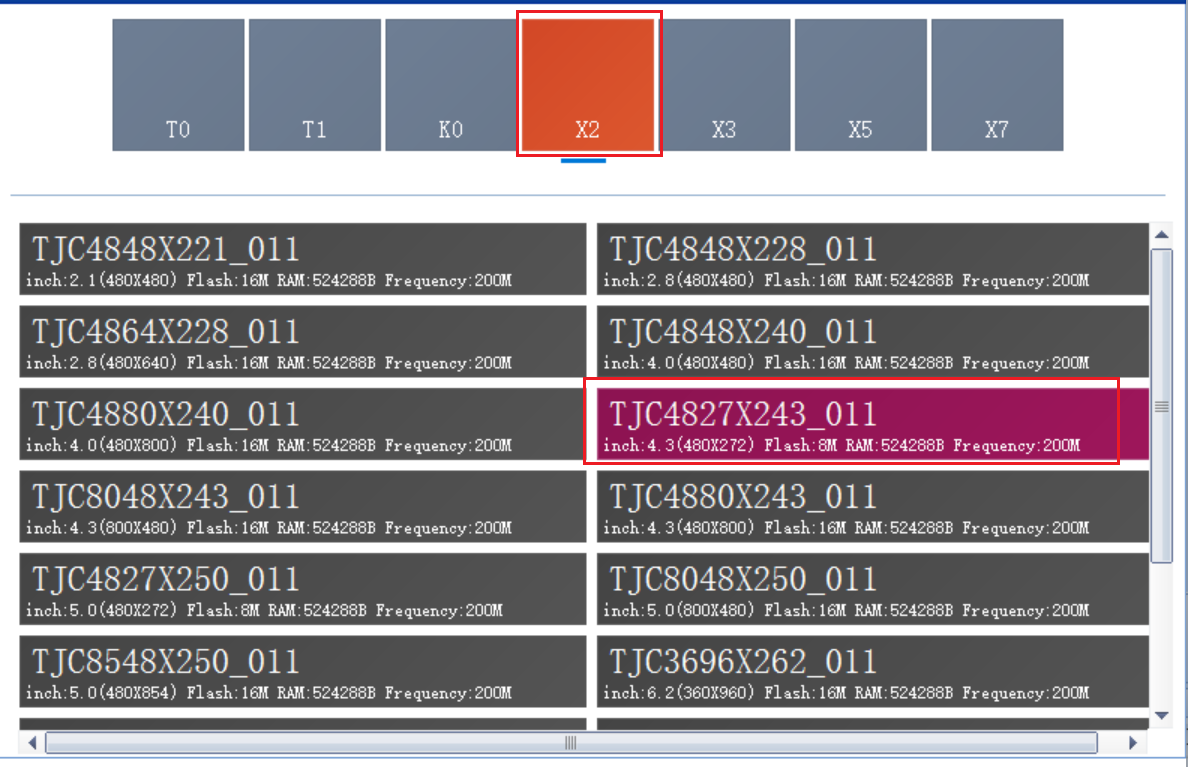 T0 T1 K0 X2 X3 X5 X7
TJC4848X221_011
inch:2.1(480X480) Flash:16M RAM:524288B Frequency:200M
TJC4848X228_011
inch:2.8(480X480) Flash:16M RAM:524288B Frequency:200M
TJC4864X228_011
inch:2.8(480X640) Flash:16M RAM:524288B Frequency:200M
TJC4848X240_011
inch:4.0(480X480) Flash:16M RAM:524288B Frequency:200M
TJC4880X240_011
inch:4.0(480X800) Flash:16M RAM:524288B Frequency:200M
TJC4827X243_011
inch:4.3(480X272) Flash:8M RAM:524288B Frequency:200M
TJC8048X243_011
inch:4.3(800X480) Flash:16M RAM:524288B Frequency:200M
TJC4880X243_011
inch:4.3(480X800) Flash:16M RAM:524288B Frequency:200M
TJC4827X250_011
inch:5.0(480X272) Flash:8M RAM:524288B Frequency:200M
TJC8048X250_011
inch:5.0(800X480) Flash:16M RAM:524288B Frequency:200M
TJC8548X250_011
inch:5.0(480X854) Flash:16M RAM:524288B Frequency:200M
TJC3696X262_011
inch:6.2(360X960) Flash:16M RAM:524288B Frequency:200M